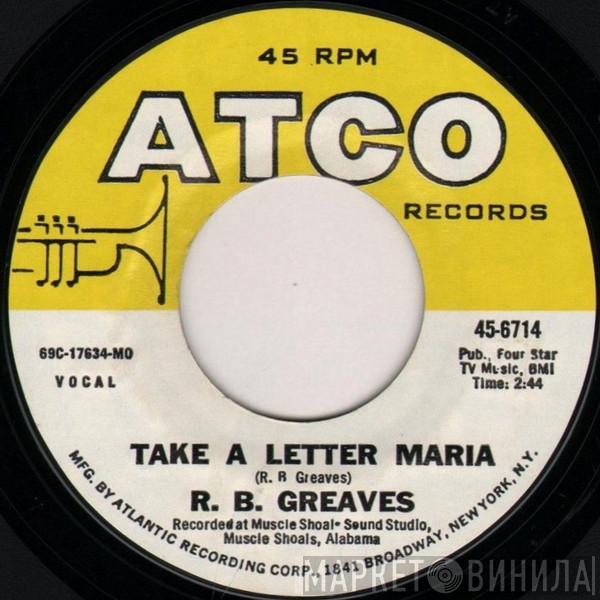 45 RPM
ATCO
RECORDS
69C-17634-MO
VOCAL
45-6714
Pub., Four Star
TV Music, BMI
Time: 2:44
TAKE A LETTER MARIA
(R. B Greaves)
R. B. GREAVES
Recorded at Muscle Shoal* Sound Studio,
Muscle Shoals, Alabama
MFG. BY ATLANTIC RECORDING CORP., 1841 BROADWAY, NEW YORK, N.Y.
МАРКЕТ ВИНИЛА